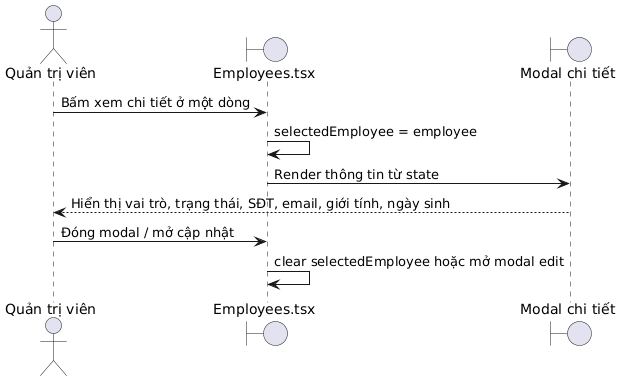 Quản trị viên
Employees.tsx
Modal chi tiết
Bấm xem chi tiết ở một dòng
selectedEmployee = employee
Render thông tin từ state
Hiển thị vai trò, trạng thái, SĐT, email, giới tính, ngày sinh
Đóng modal / mở cập nhật
clear selectedEmployee hoặc mở modal edit
Quản trị viên
Employees.tsx
Modal chi tiết